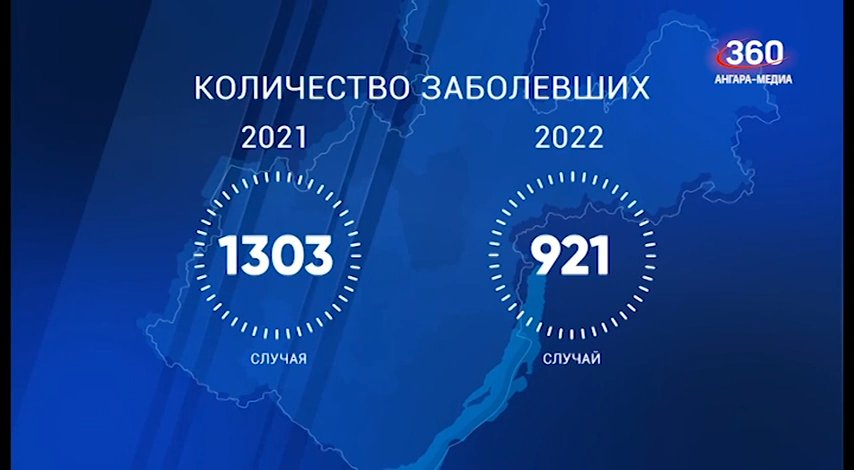 360
АНГАРА-МЕДИА
КОЛИЧЕСТВО ЗАБОЛЕВШИХ
2021
2022
1303
921
СЛУЧАЯ
СЛУЧАЙ